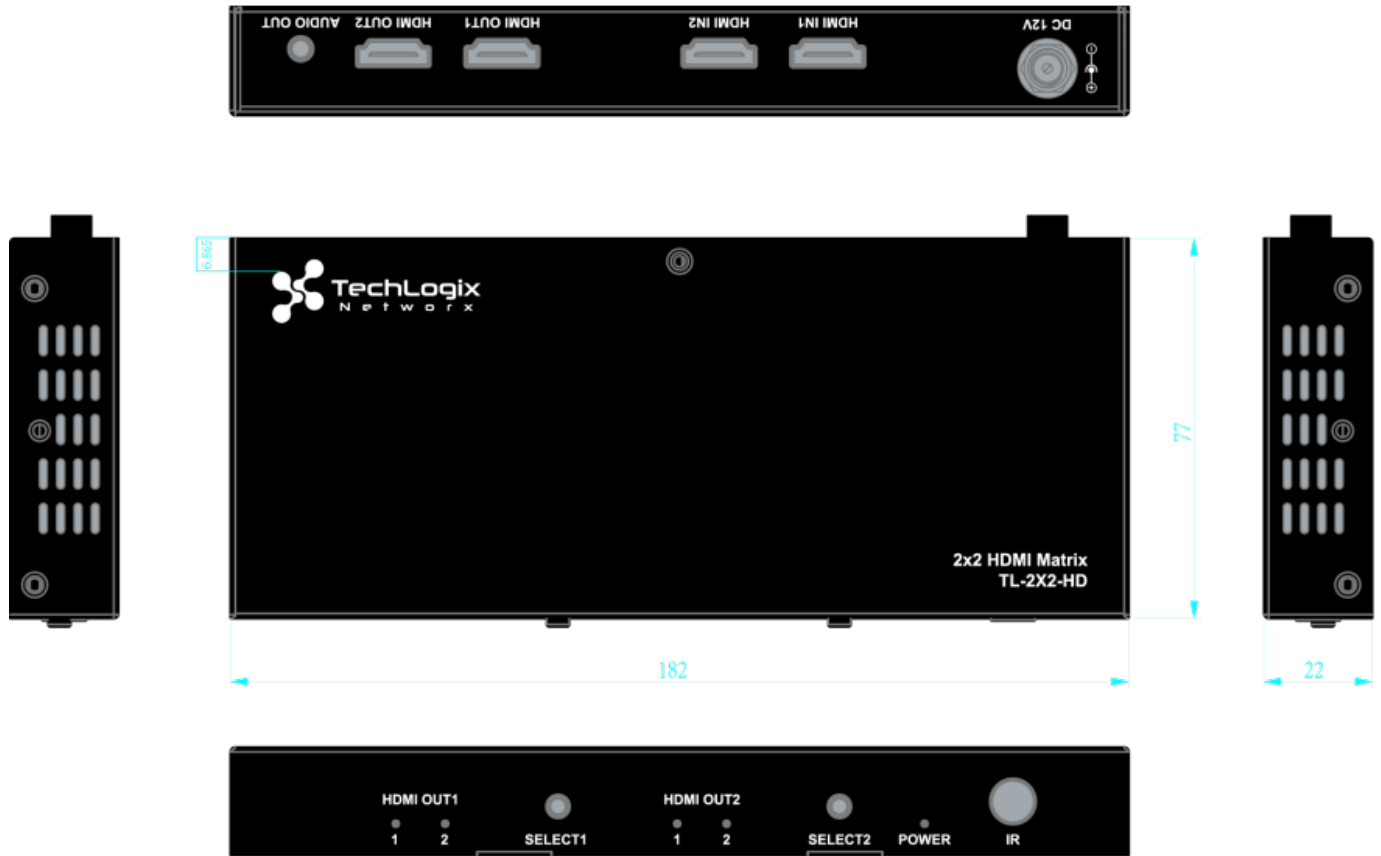 AUDIO OUT HDMI OUT2 HDMI OUT1 HDMI IN2 HDMI IN1 DC 12V
6.865
TechLogix
Networx
77
2x2 HDMI Matrix
TL-2X2-HD
182
22
HDMI OUT1 HDMI OUT2
1 2 SELECT1 1 2 SELECT2 POWER IR